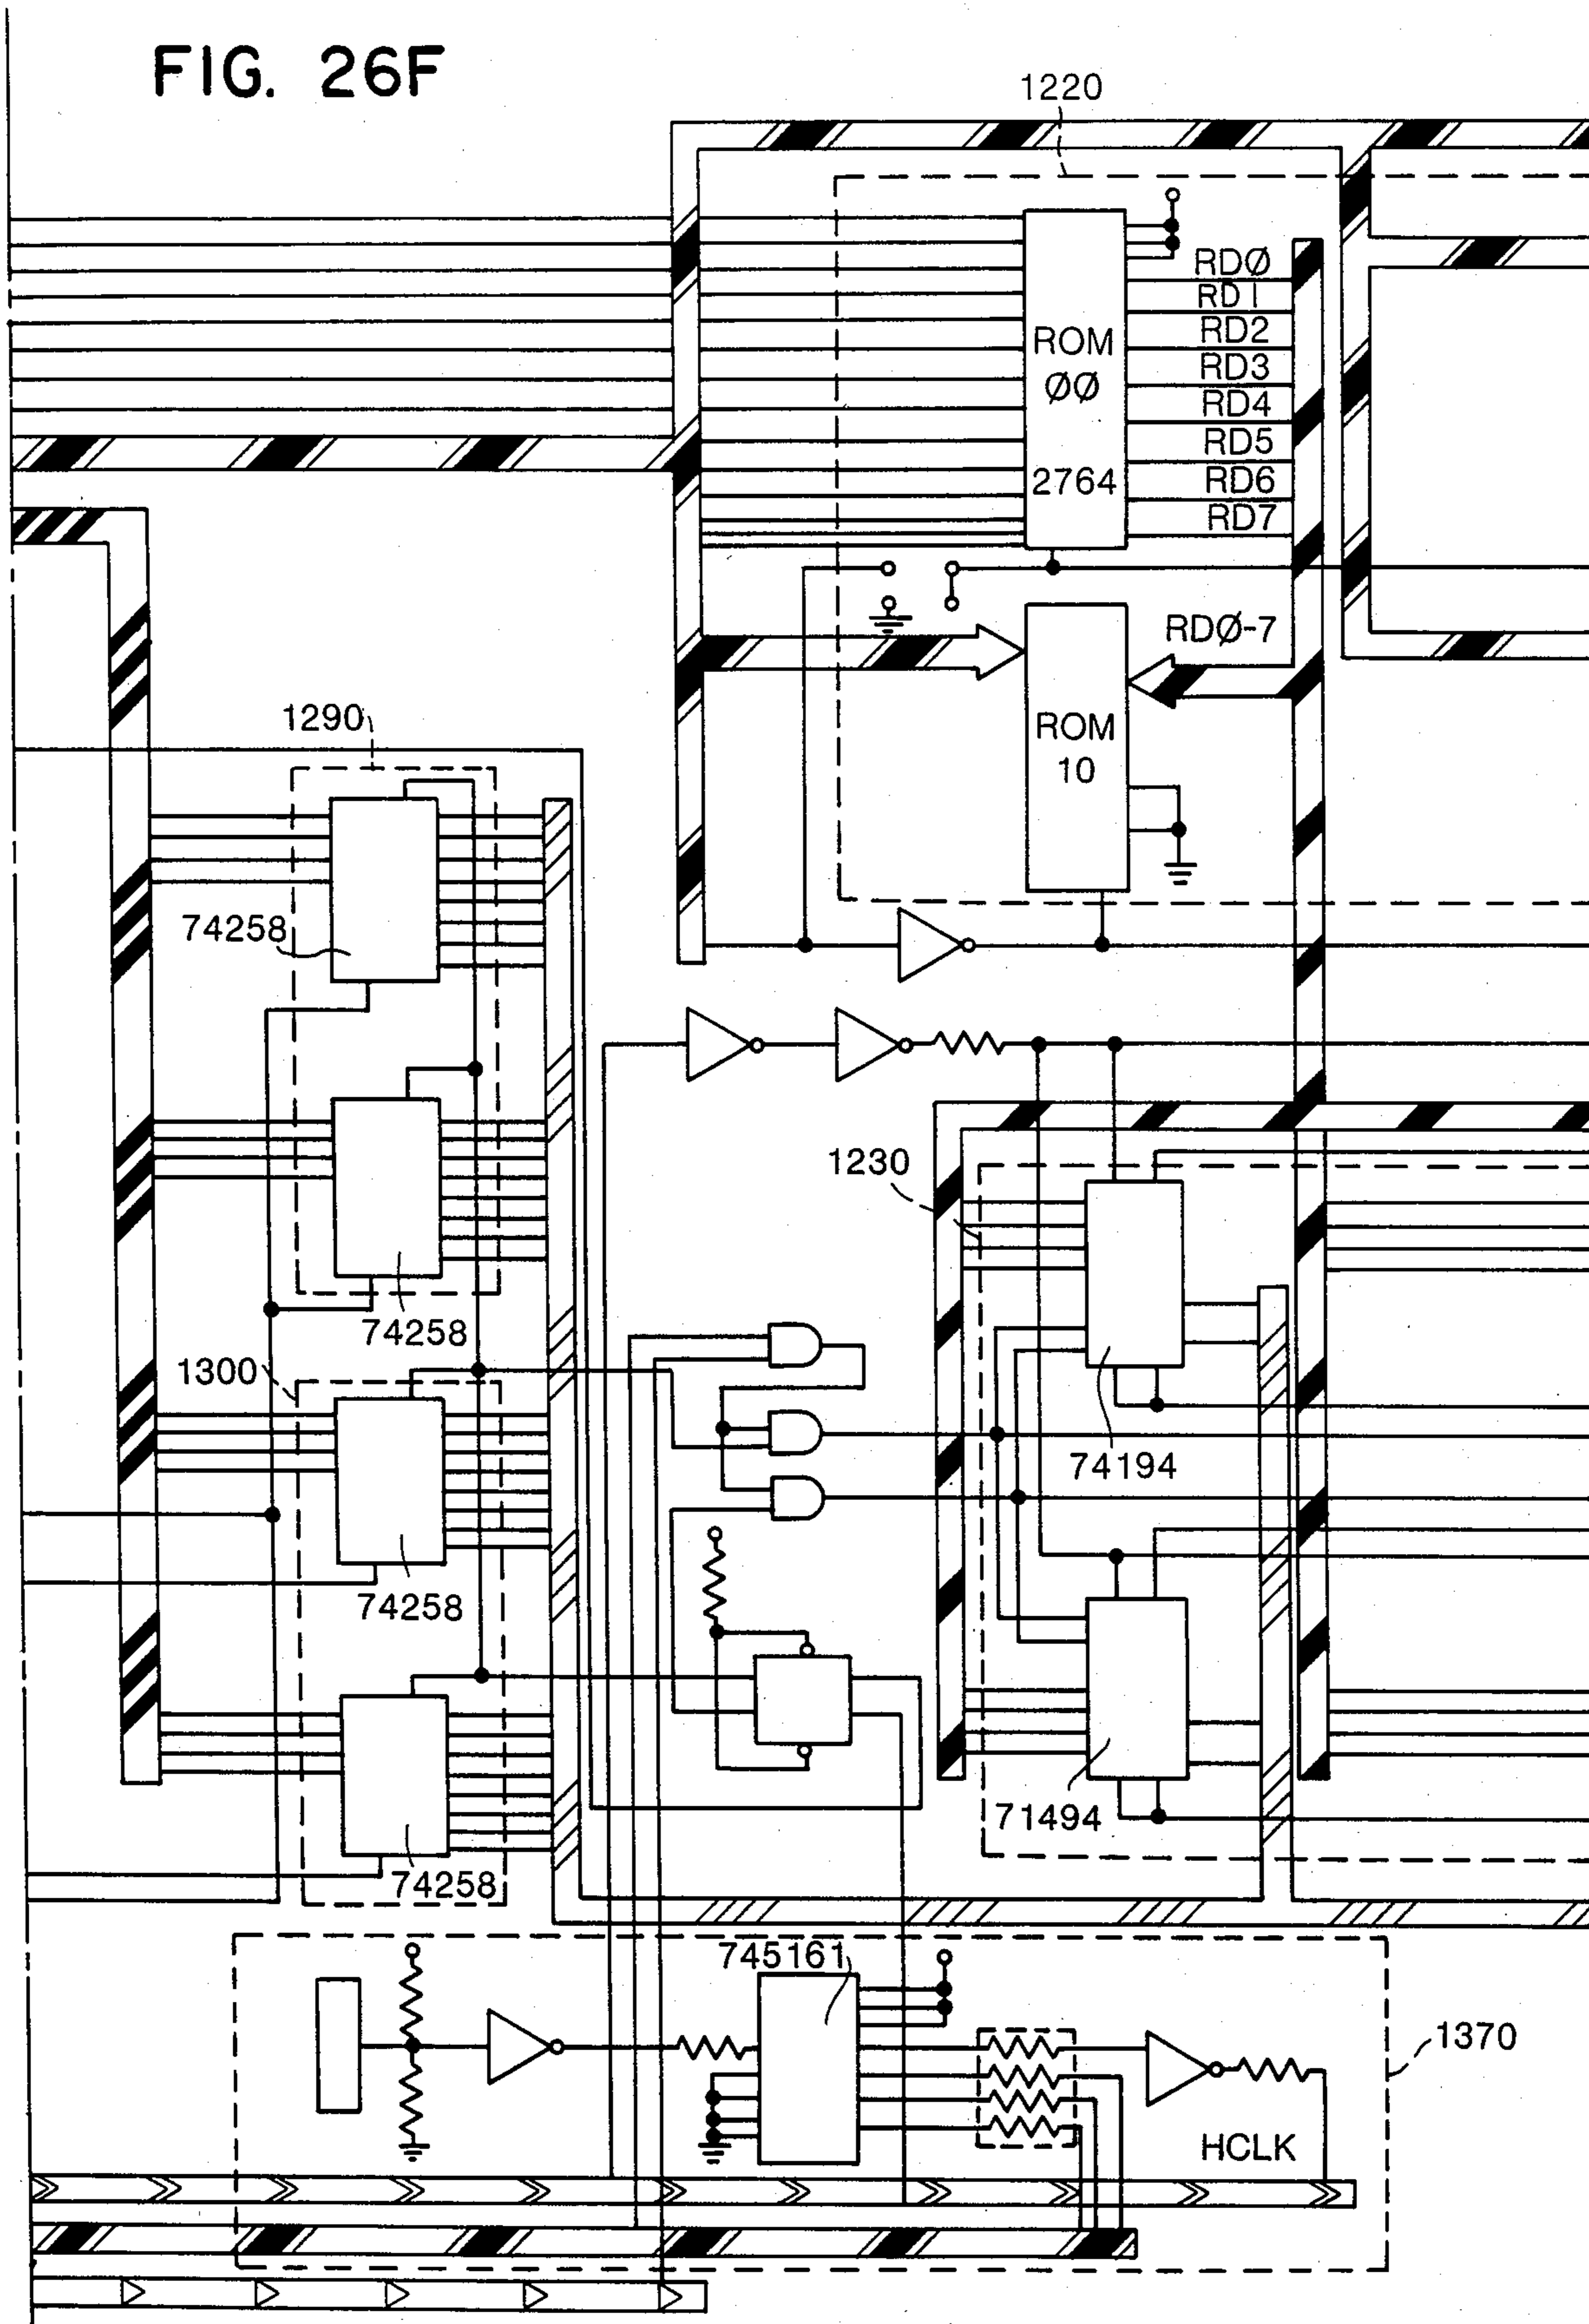 FIG. 26F
1220
RDØ
RD1
RD2
RD3
RD4
RD5
RD6
RD7
ROM
ØØ
2764
RDØ-7
ROM
10
1290
74258
74258
1300
74258
74258
1230
74194
71494
745161
1370
HCLK